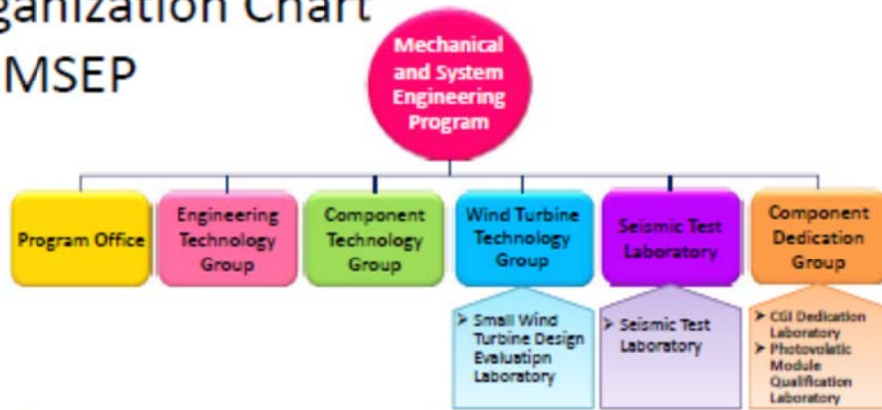 ganization Chart
MSEP
Mechanical
and System
Engineering
Program
Program Office
Engineering
Technology
Group
Component
Technology
Group
Wind Turbine
Technology
Group
Seismic Test
Laboratory
Component
Dedication
Group
➢ Small Wind
Turbine Design
Evaluation
Laboratory
➢ Seismic Test
Laboratory
➢ CGI Dedication
Laboratory
➢ Photovolatic
Module
Qualification
Laboratory